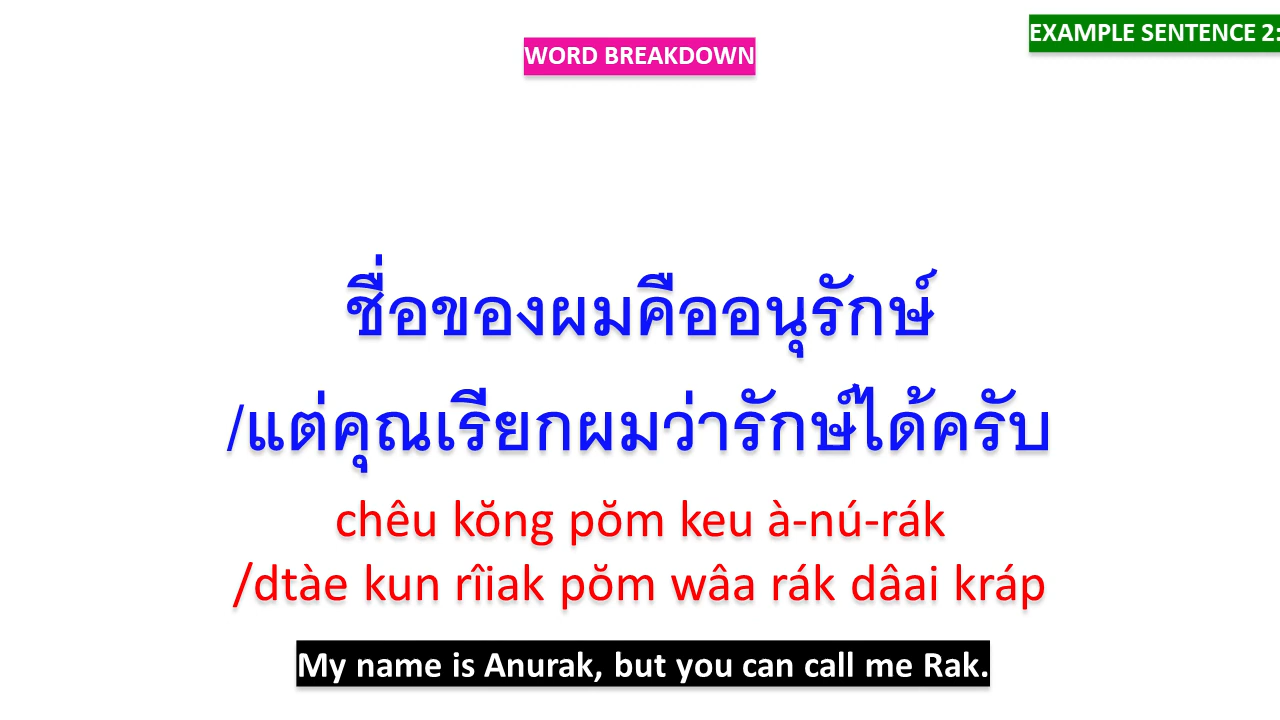 EXAMPLE SENTENCE 2:
WORD BREAKDOWN
ชื่อของผมคืออนุรักษ์
/แต่คุณเรียกผมว่ารักษ์ได้ครับ
chêu kŏng pŏm keu à-nú-rák
/dtàe kun rîiak pŏm wâa rák dâai kráp
My name is Anurak, but you can call me Rak.